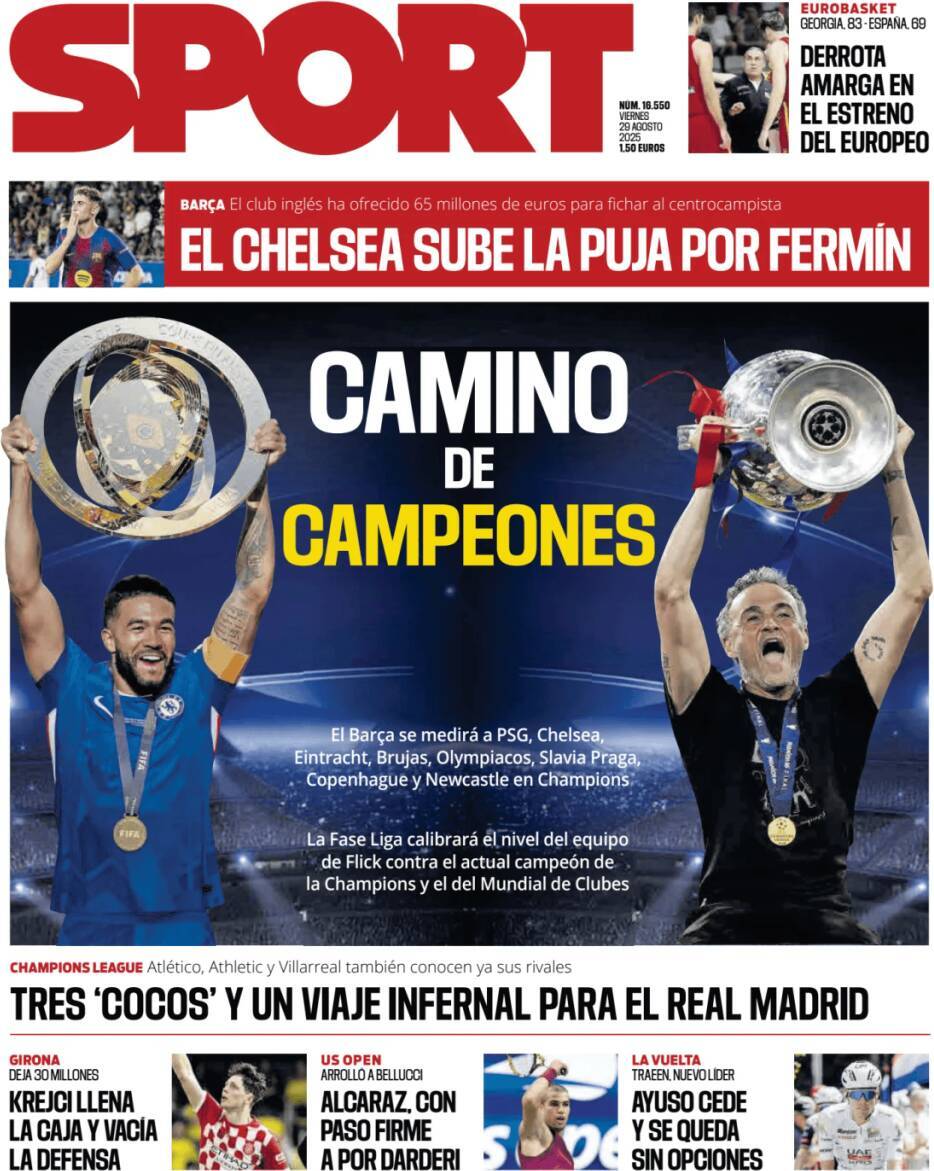 SPORT
NÚM. 16.550
VIERNES
29 AGOSTO
2025
1,50 EUROS
EUROBASKET
GEORGIA, 83 - ESPAÑA, 69
DERROTA
AMARGA EN
EL ESTRENO
DEL EUROPEO
BARÇA El club inglés ha ofrecido 65 millones de euros para fichar al centrocampista
EL CHELSEA SUBE LA PUJA POR FERMÍN
CAMINO
DE
CAMPEONES
El Barça se medirá a PSG, Chelsea,
Eintracht, Brujas, Olympiacos, Slavia Praga,
Copenhague y Newcastle en Champions
La Fase Liga calibrará el nivel del equipo
de Flick contra el actual campeón de
la Champions y el del Mundial de Clubes
FIFA
FIFA
CHAMPIONS LEAGUE Atlético, Athletic y Villarreal también conocen ya sus rivales
TRES ‘COCOS’ Y UN VIAJE INFERNAL PARA EL REAL MADRID
GIRONA
DEJA 30 MILLONES
KREJCI LLENA
LA CAJA Y VACÍA
LA DEFENSA
US OPEN
ARROLLÓ A BELLUCCI
ALCARAZ, CON
PASO FIRME
A POR DARDERI
LA VUELTA
TRAEEN, NUEVO LÍDER
AYUSO CEDE
Y SE QUEDA
SIN OPCIONES
UAE